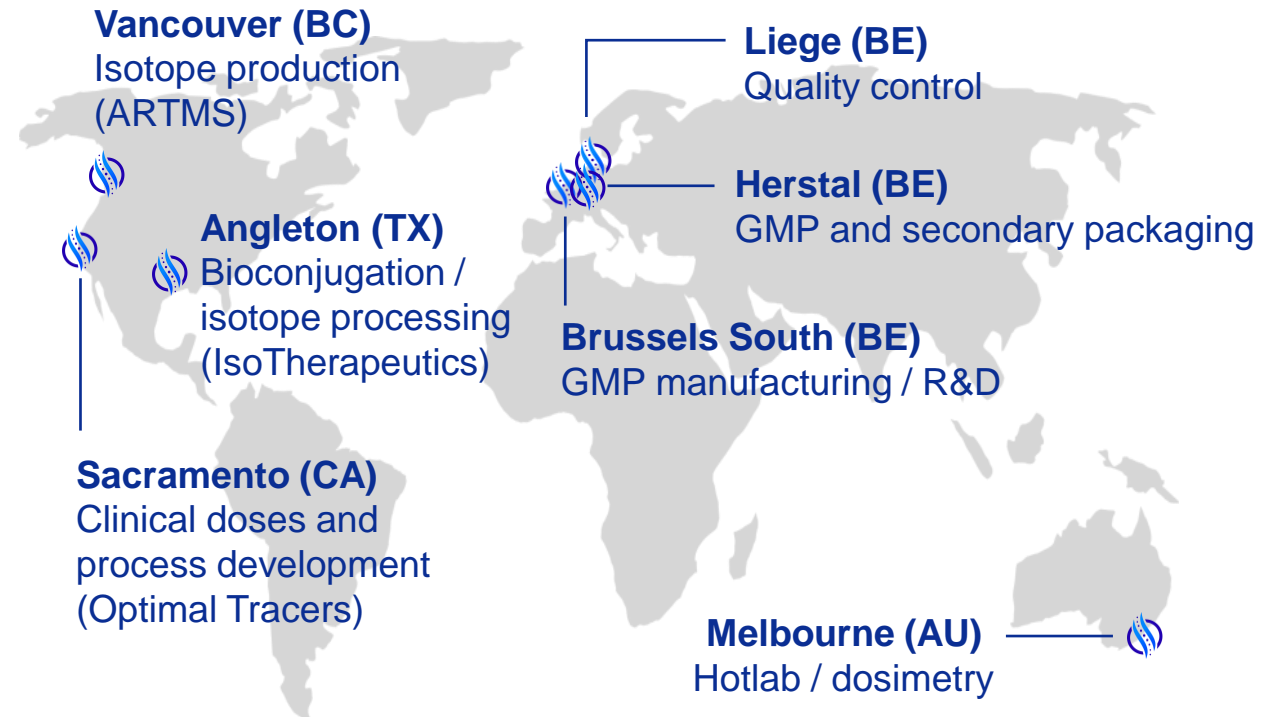 Vancouver (BC)
Isotope production
(ARTMS)
Liege (BE)
Quality control
Herstal (BE)
GMP and secondary packaging
Angleton (TX)
Bioconjugation /
isotope processing
(IsoTherapeutics)
Brussels South (BE)
GMP manufacturing / R&D
Sacramento (CA)
Clinical doses and
process development
(Optimal Tracers)
Melbourne (AU)
Hotlab / dosimetry